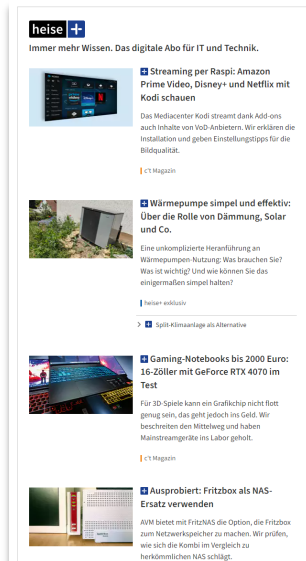 heise +
Immer mehr Wissen. Das digitale Abo für IT und Technik.
Streaming per Raspi: Amazon
Prime Video, Disney+ und Netflix mit
Kodi schauen
Das Mediacenter Kodi streamt dank Add-ons
auch Inhalte von VoD-Anbietern. Wir erklären die
Installation und geben Einstellungstipps für die
Bildqualität.
c't Magazin
Wärmepumpe simpel und effektiv:
Über die Rolle von Dämmung, Solar
und Co.
Eine unkomplizierte Heranführung an
Wärmepumpen-Nutzung: Was brauchen Sie?
Was ist wichtig? Und wie können Sie das
einigermaßen simpel halten?
heise+ exklusiv
Split-Klimaanlage als Alternative
Gaming-Notebooks bis 2000 Euro:
16-Zöller mit GeForce RTX 4070 im
Test
Für 3D-Spiele kann ein Grafikchip nicht flott
genug sein, das geht jedoch ins Geld. Wir
beschreiten den Mittelweg und haben
Mainstreamgeräte ins Labor geholt.
c't Magazin
Ausprobiert: Fritzbox als NAS-
Ersatz verwenden
AVM bietet mit FritzNAS die Option, die Fritzbox
zum Netzwerkspeicher zu machen. Wir prüfen,
wie sich die Kombi im Vergleich zu
herkömmlichen NAS schlägt.